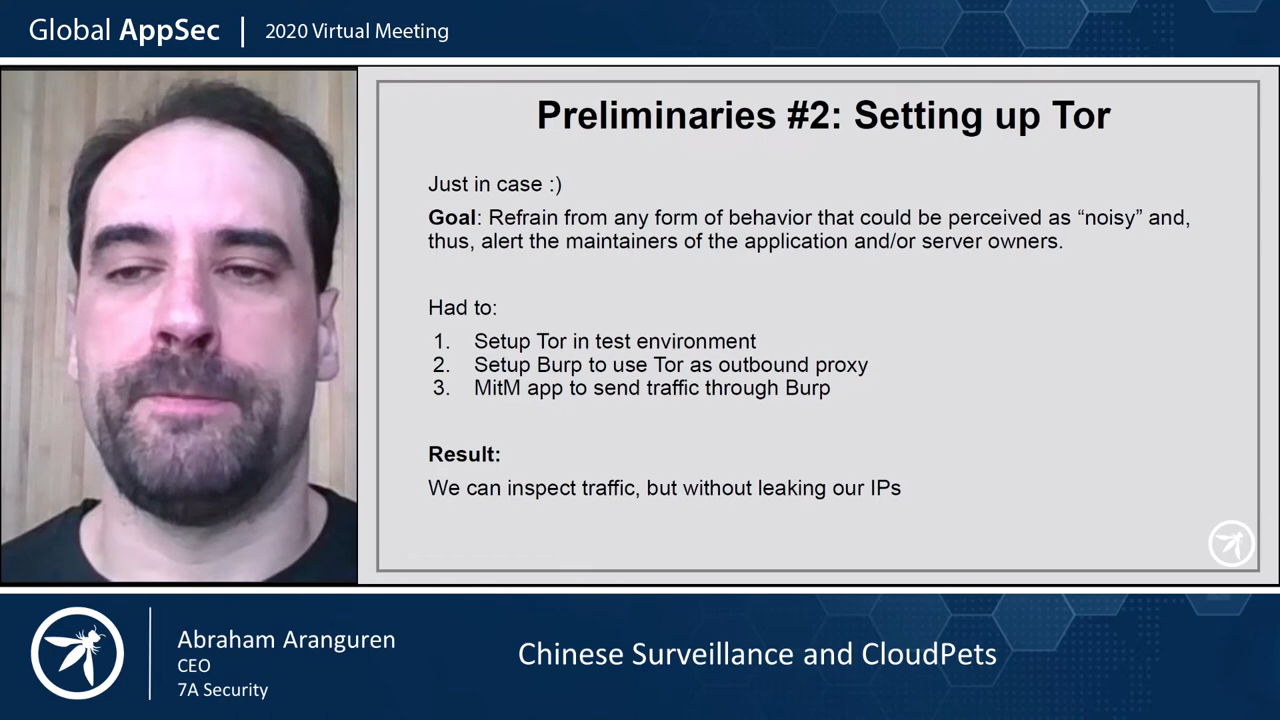 Global AppSec | 2020 Virtual Meeting
Preliminaries #2: Setting up Tor
Just in case :)
Goal: Refrain from any form of behavior that could be perceived as “noisy” and,
thus, alert the maintainers of the application and/or server owners.
Had to:
1. Setup Tor in test environment
2. Setup Burp to use Tor as outbound proxy
3. MitM app to send traffic through Burp
Result:
We can inspect traffic, but without leaking our IPs
Abraham Aranguren
CEO
7A Security
Chinese Surveillance and CloudPets